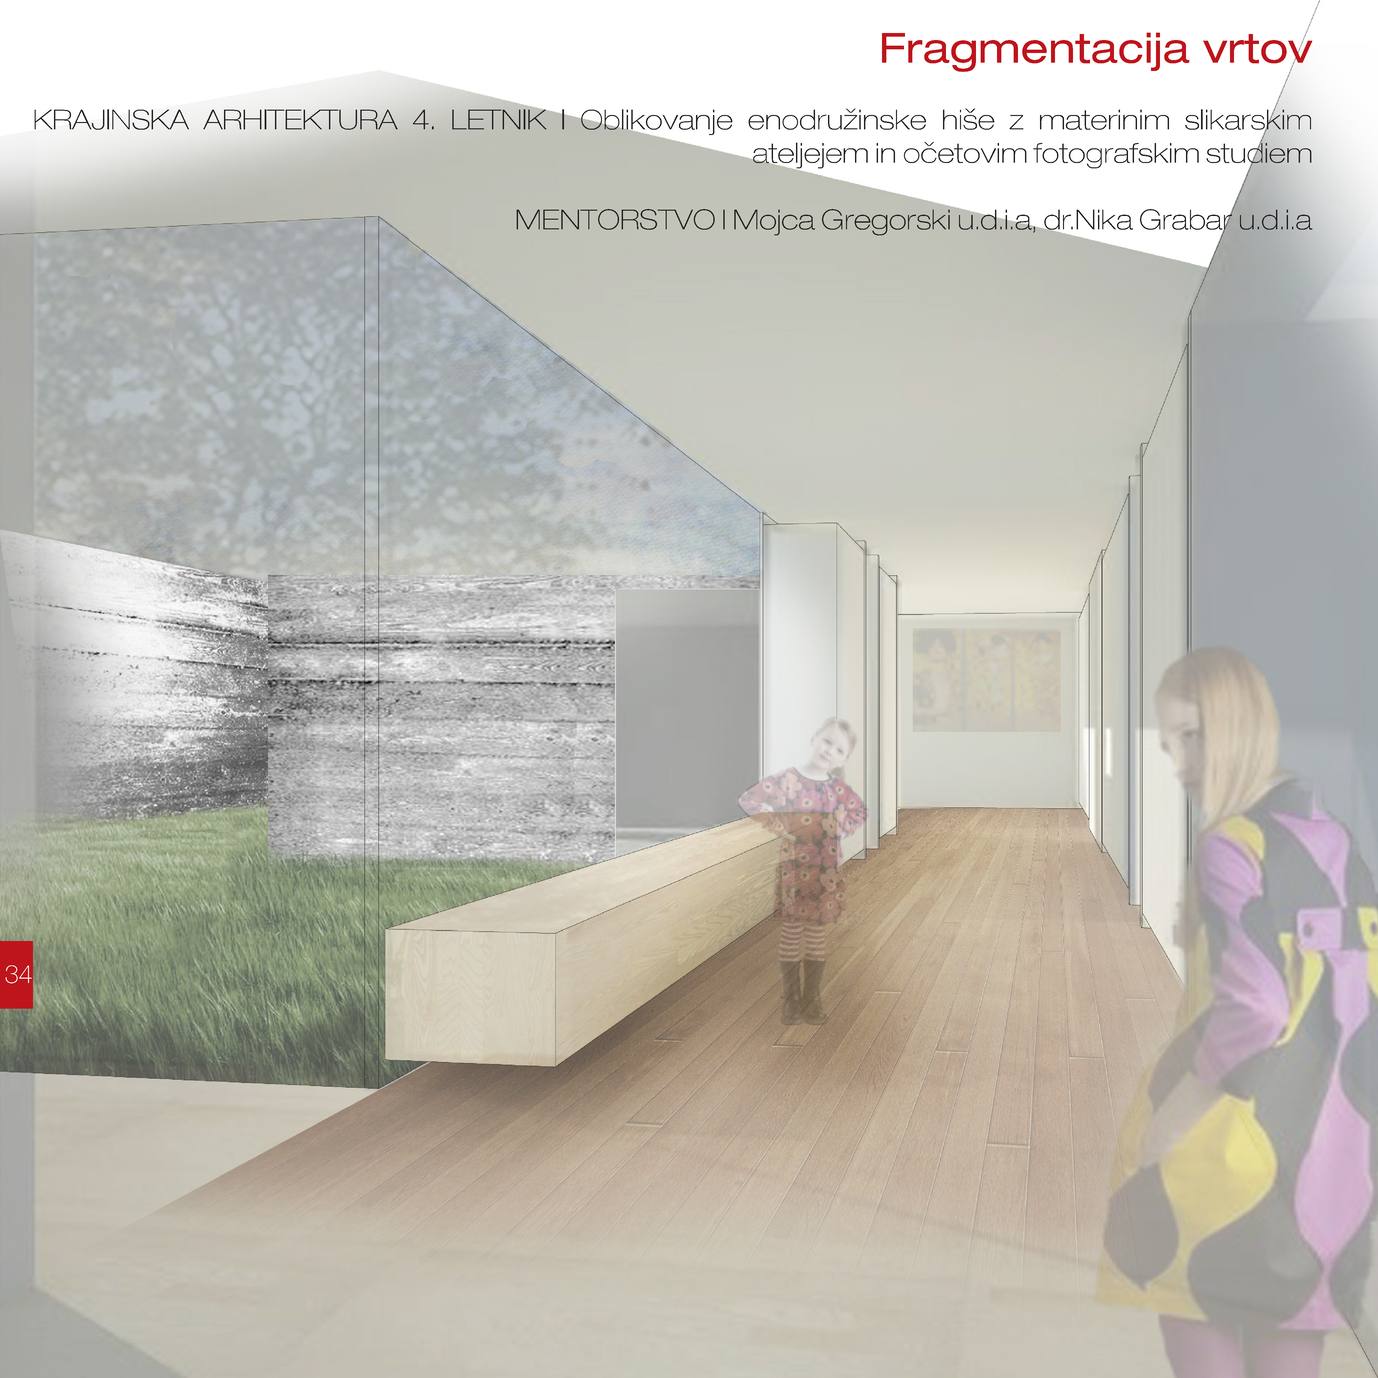 Fragmentacija vrtov
KRAJINSKA ARHITEKTURA 4. LETNIK I Oblikovanje enodružinske hiše z materinim slikarskim
ateljejem in očetovim fotografskim studiem
MENTORSTVO I Mojca Gregorski u.d.i.a, dr.Nika Grabar u.d.i.a
34